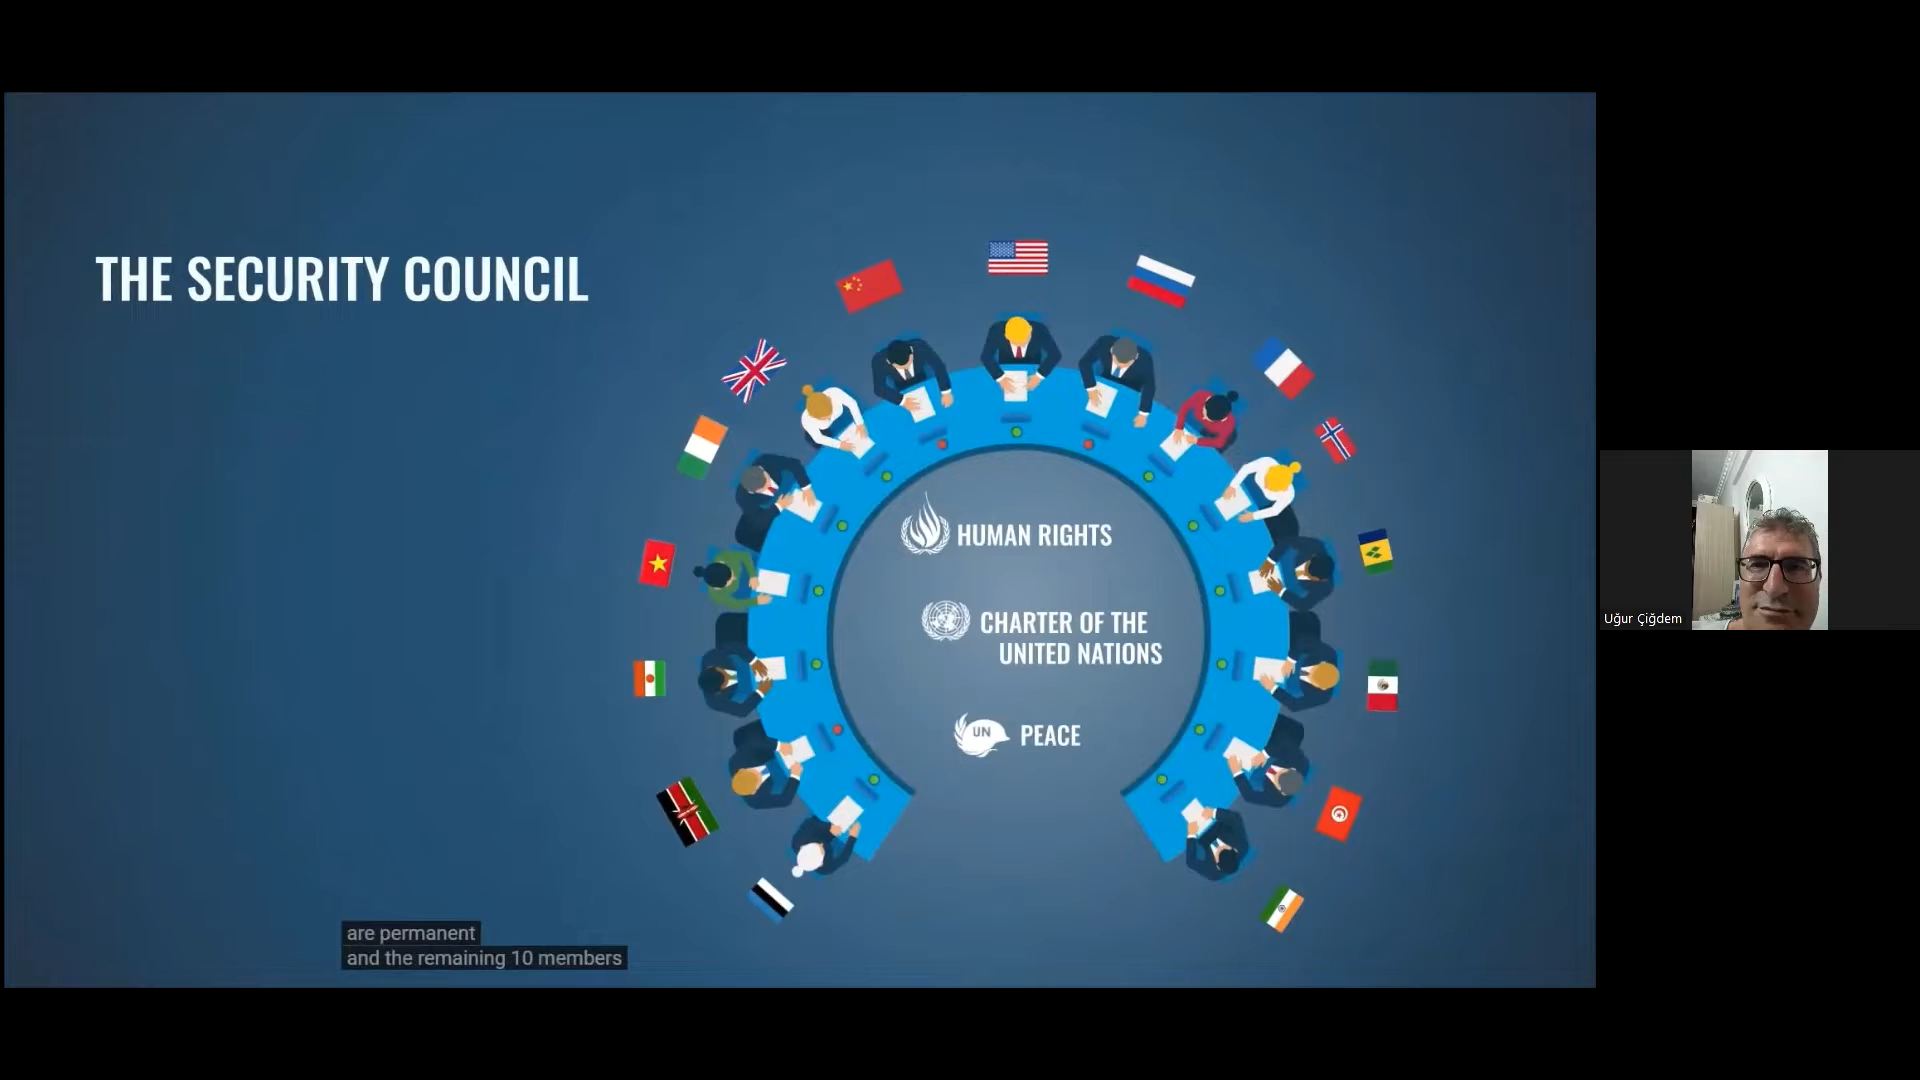 THE SECURITY COUNCIL
HUMAN RIGHTS
CHARTER OF THE
UNITED NATIONS
UN
PEACE
Uğur Çiğdem
are permanent
and the remaining 10 members